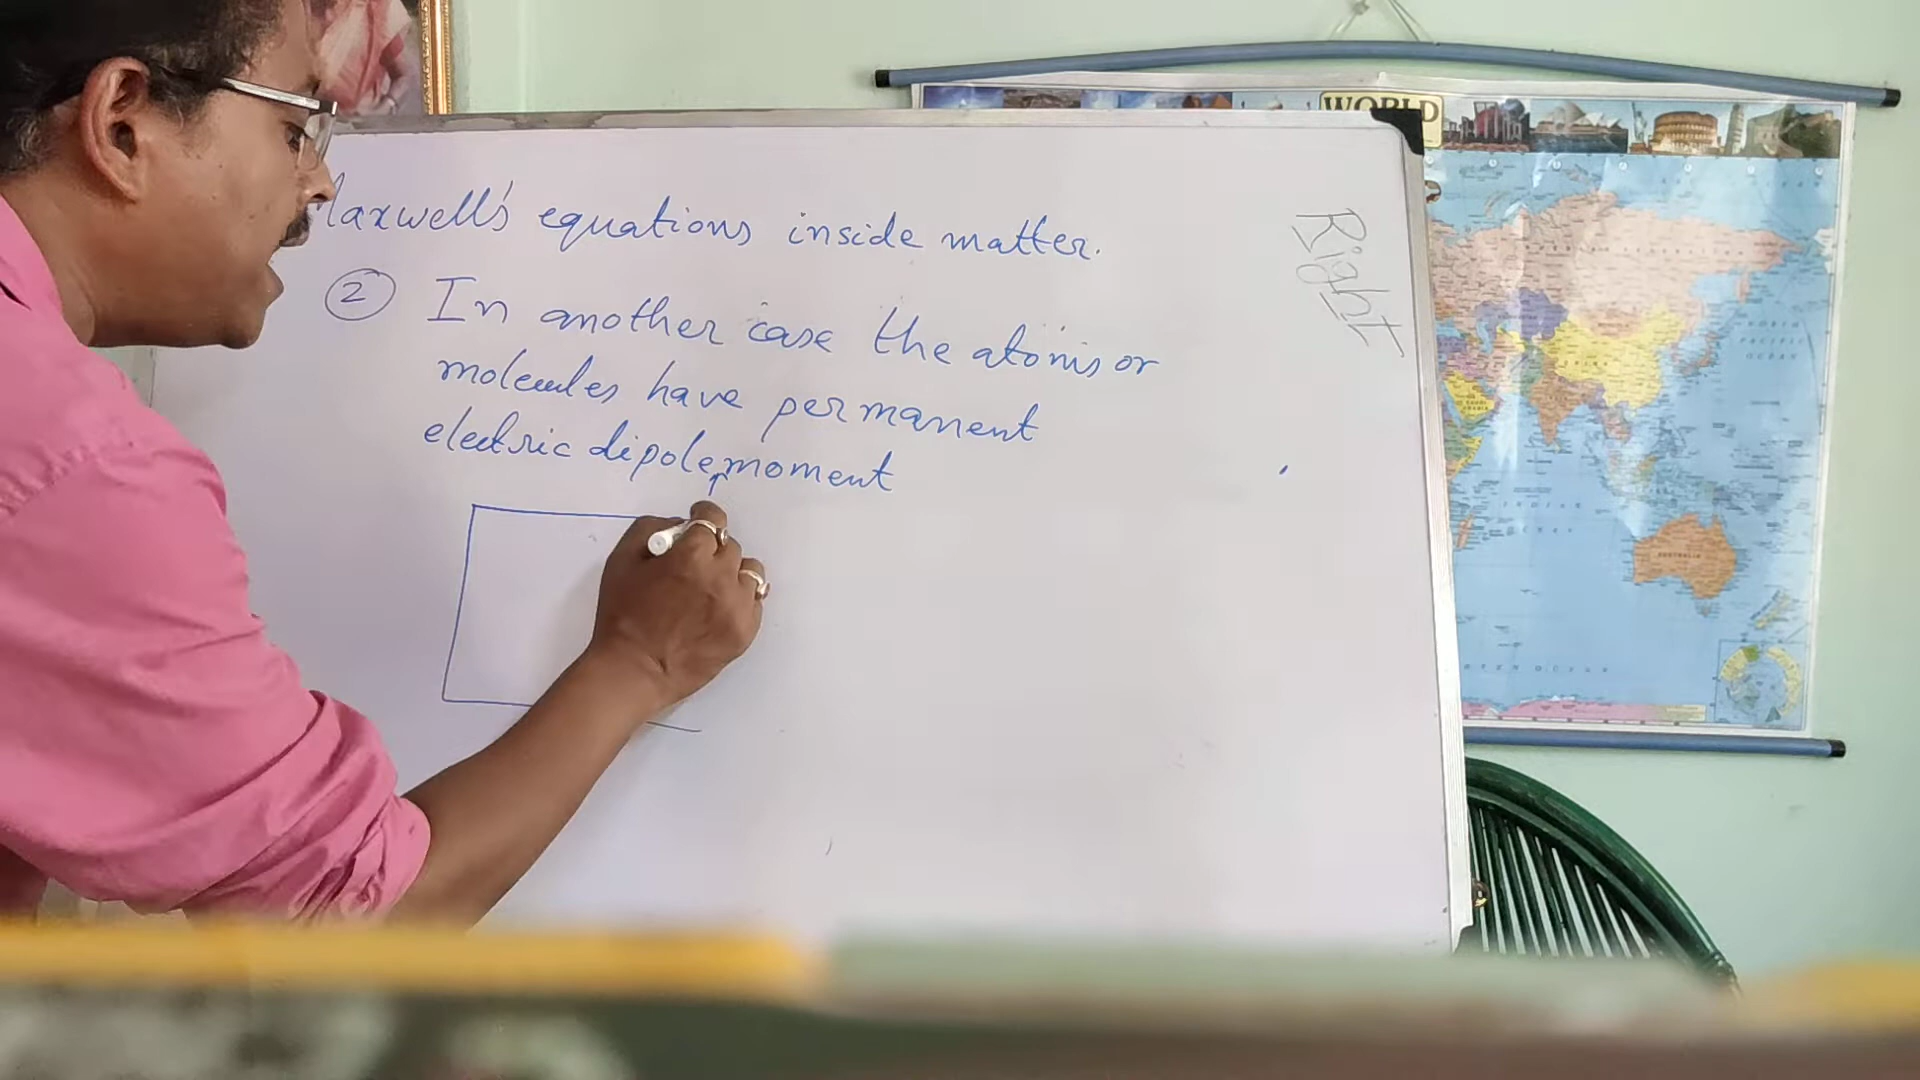 Maxwell's equations inside matter.
② In another case the atoms or
molecules have permanent
electric dipole moment
Right
WORLD
AUSTRALIA